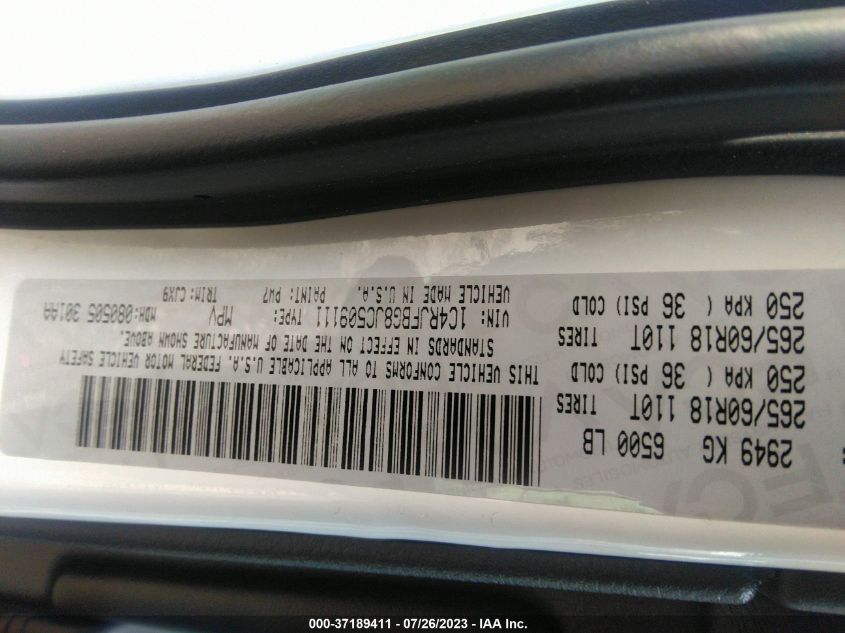 2949 KG 6500 LB
265/60R18 110T TIRES
250 KPA ( 36 PSI) COLD
265/60R18 110T TIRES
250 KPA ( 36 PSI) COLD
THIS VEHICLE CONFORMS TO ALL APPLICABLE U.S.A. FEDERAL MOTOR VEHICLE SAFETY
STANDARDS IN EFFECT ON THE DATE OF MANUFACTURE SHOWN ABOVE.
VIN: 1C4RJFBG8JC509111 TYPE: MPV MDH: 080505 301AA
VEHICLE MADE IN U.S.A. PAINT: PW7 TRIM: CJX9
000-37189411 - 07/26/2023 - IAA Inc.